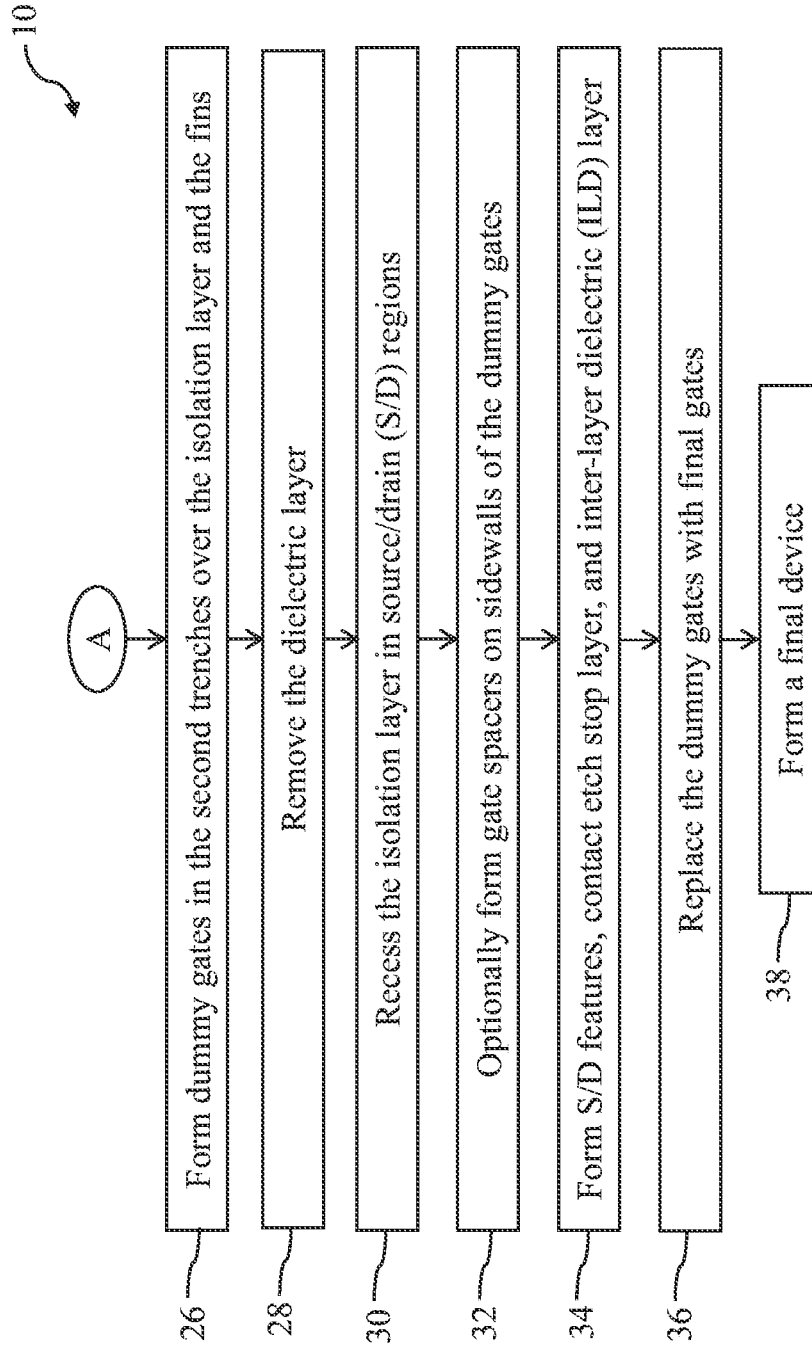 10
A
26
Form dummy gates in the second trenches over the isolation layer and the fins
28
Remove the dielectric layer
30
Recess the isolation layer in source/drain (S/D) regions
32
Optionally form gate spacers on sidewalls of the dummy gates
34
Form S/D features, contact etch stop layer, and inter-layer dielectric (ILD) layer
36
Replace the dummy gates with final gates
38
Form a final device